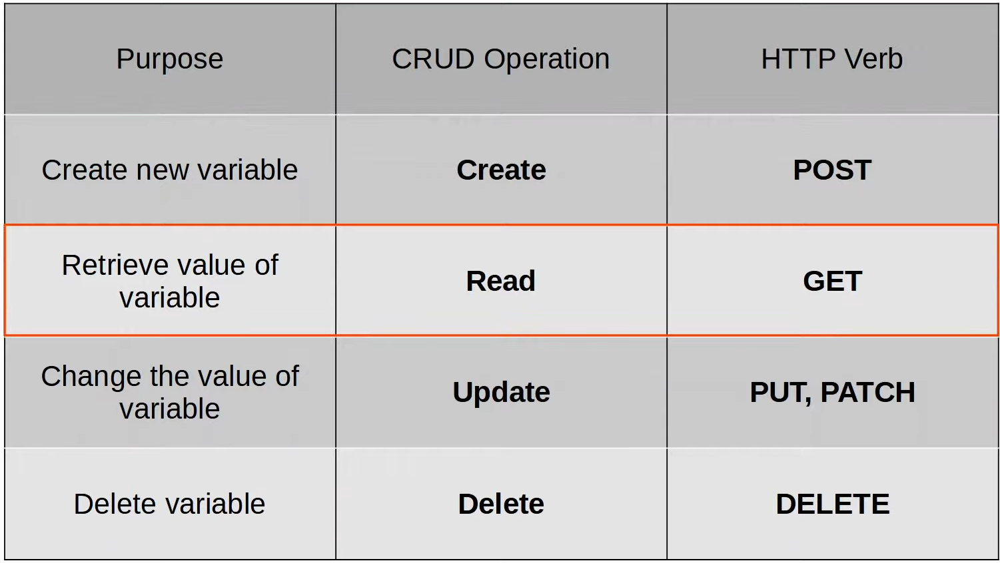 Purpose
CRUD Operation
HTTP Verb
Create new variable
Create
POST
Retrieve value of
variable
Read
GET
Change the value of
variable
Update
PUT, PATCH
Delete variable
Delete
DELETE